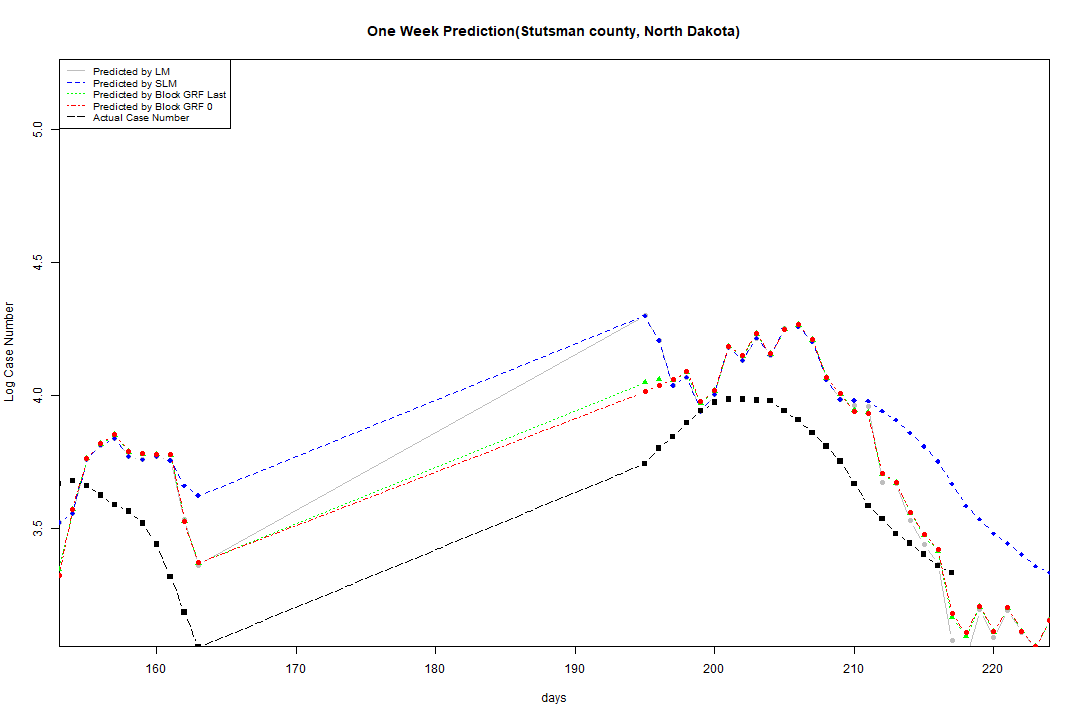 One Week Prediction(Stutsman county, North Dakota)
Predicted by LM
Predicted by SLM
Predicted by Block GRF Last
Predicted by Block GRF 0
Actual Case Number
5.0
4.5
4.0
3.5
Log Case Number
160 170 180 190 200 210 220
days